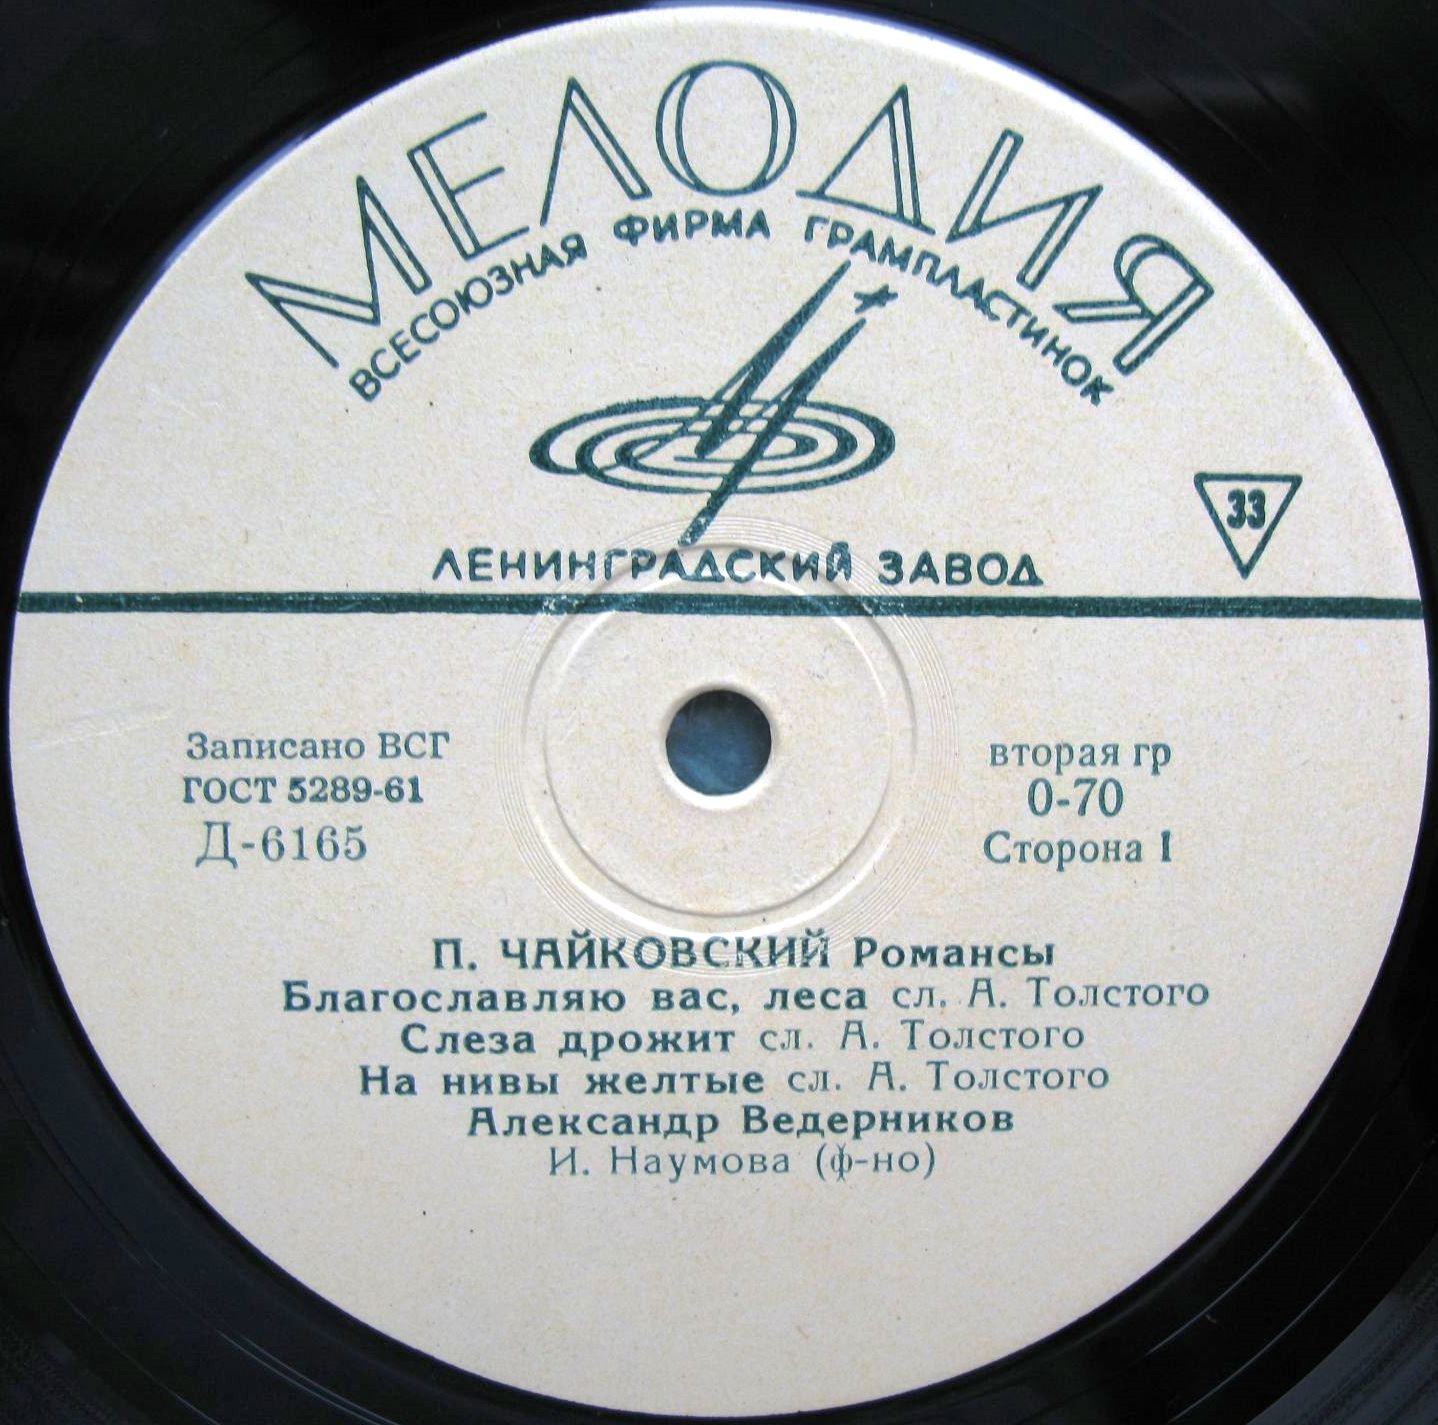 МЕЛОДИЯ
ВСЕСОЮЗНАЯ ФИРМА ГРАМПЛАСТИНОК
33
ЛЕНИНГРАДСКИЙ ЗАВОД
Записано ВСГ
ГОСТ 5289-61
Д-6165
вторая гр
0-70
Сторона 1
П. ЧАЙКОВСКИЙ Романсы
Благославляю вас, леса сл. А. Толстого
Слеза дрожит сл. А. Толстого
На нивы желтые сл. А. Толстого
Александр Ведерников
И. Наумова (ф-но)